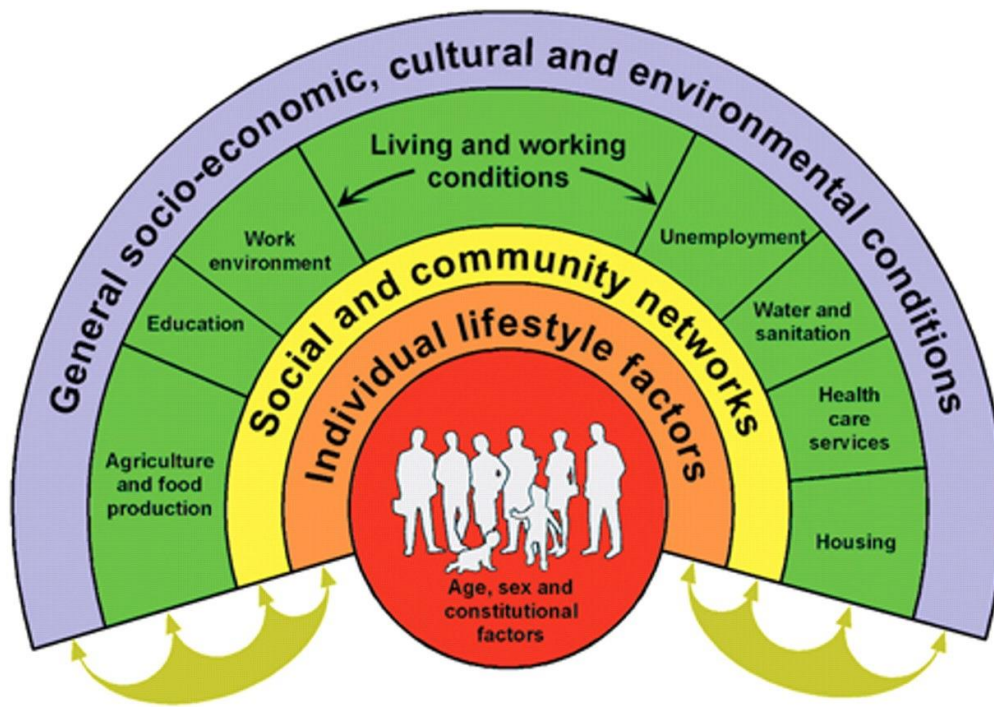 General socio-economic, cultural and environmental conditions
Living and working
conditions
Work
environment
Education
Agriculture
and food
production
Unemployment
Water and
sanitation
Health
care
services
Housing
Social and community networks
Individual lifestyle factors
Age, sex and
constitutional
factors